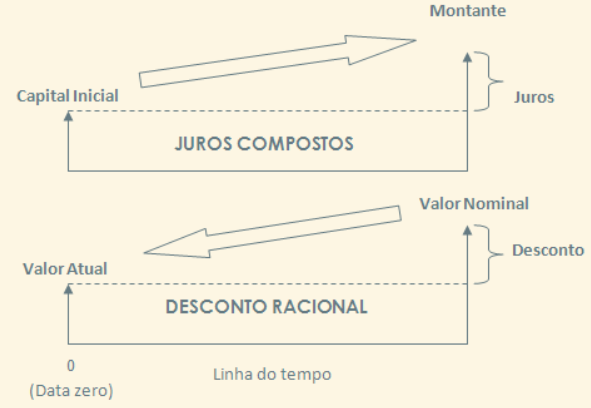 Montante
Capital Inicial
Juros
JUROS COMPOSTOS
Valor Nominal
Desconto
Valor Atual
DESCONTO RACIONAL
0
Linha do tempo
(Data zero)